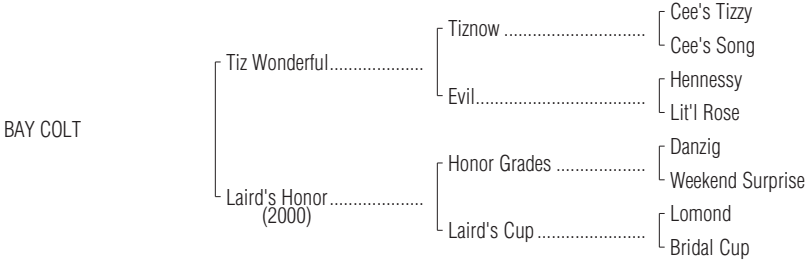 Cee's Tizzy
Tiznow ..............................
Cee's Song
Tiz Wonderful....................
Hennessy
Evil....................................
Lit'l Rose
BAY COLT
Danzig
Honor Grades ...................
Weekend Surprise
Laird's Honor....................
(2000)
Lomond
Laird's Cup .......................
Bridal Cup